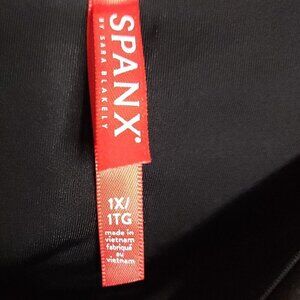 SPANX®
BY SARA BLAKELY
1X/
1TG
made in
vietnam
fabriqué
au
vietnam